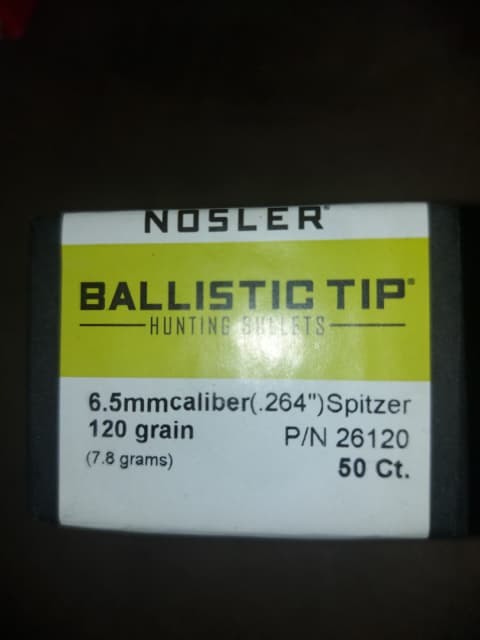 NOSLER®
BALLISTIC TIP®
HUNTING BULLETS
6.5mmcaliber(.264")Spitzer
120 grain P/N 26120
(7.8 grams) 50 Ct.